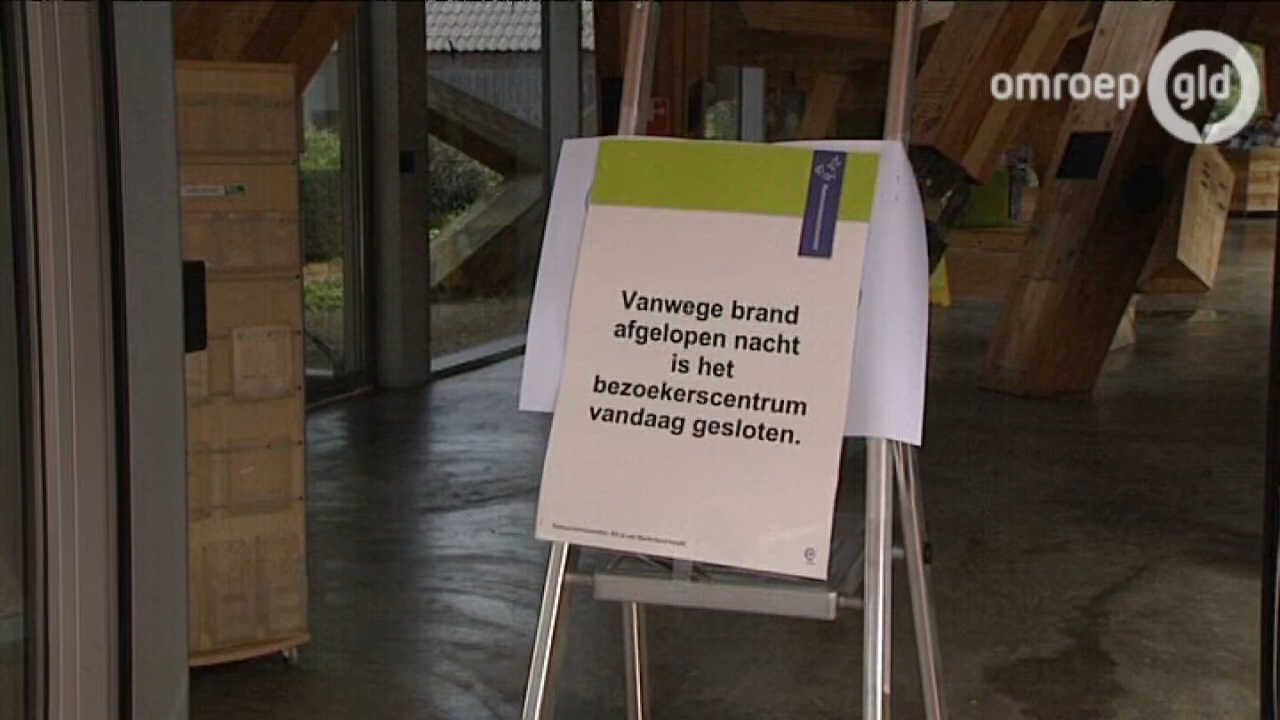 omroep gld
Vanwege brand
afgelopen nacht
is het
bezoekerscentrum
vandaag gesloten.